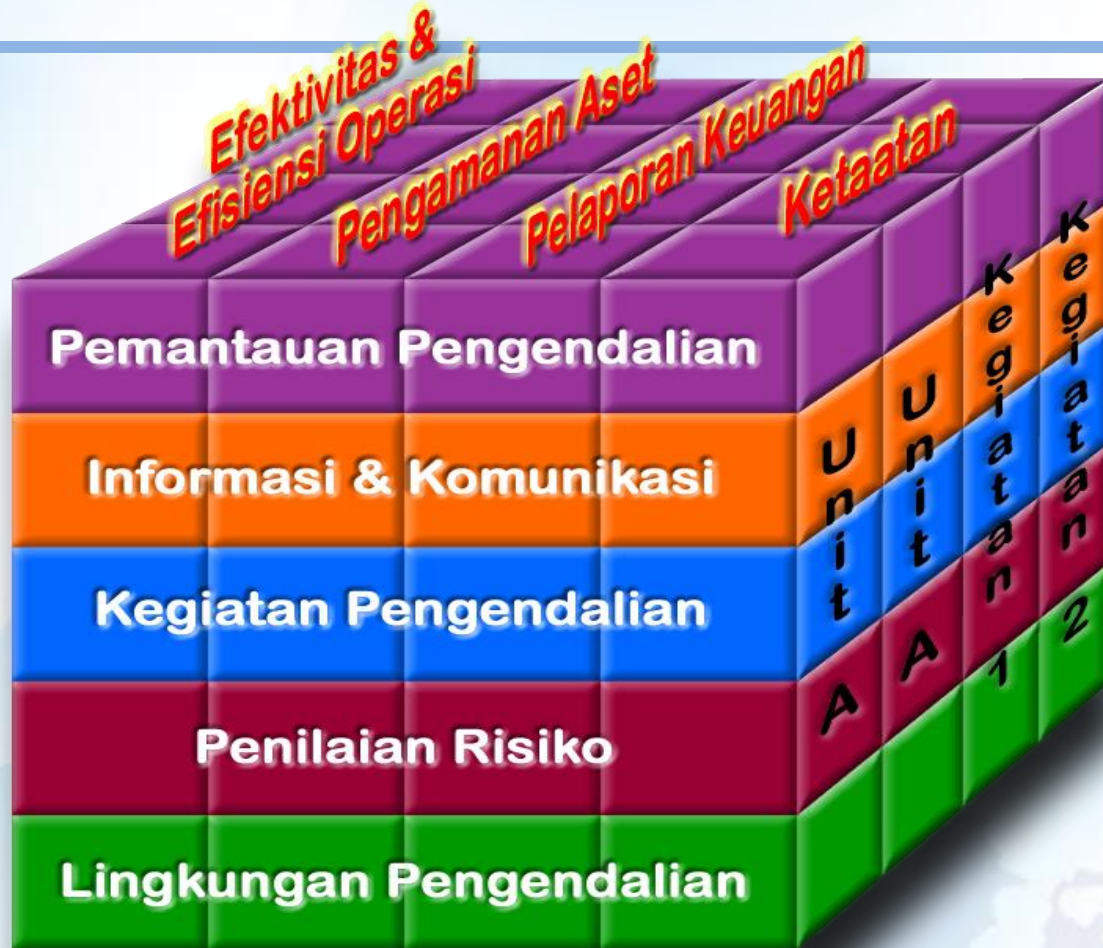 Efektivitas &
Efisiensi Operasi
Pengamanan Aset
Pelaporan Keuangan
Ketaatan
Pemantauan Pengendalian
Informasi & Komunikasi
Kegiatan Pengendalian
Penilaian Risiko
Lingkungan Pengendalian
Unit A
Unit A
Kegiatan 1
Kegiatan 2